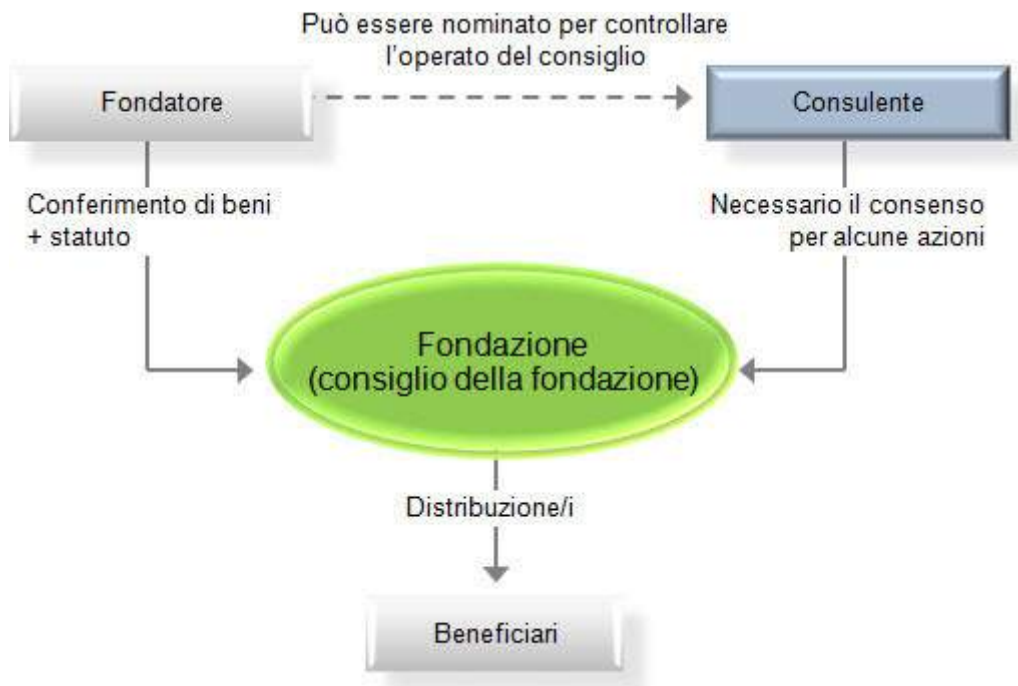 Può essere nominato per controllare
l'operato del consiglio
Fondatore
Consulente
Conferimento di beni
+ statuto
Necessario il consenso
per alcune azioni
Fondazione
(consiglio della fondazione)
Distribuzione/i
Beneficiari